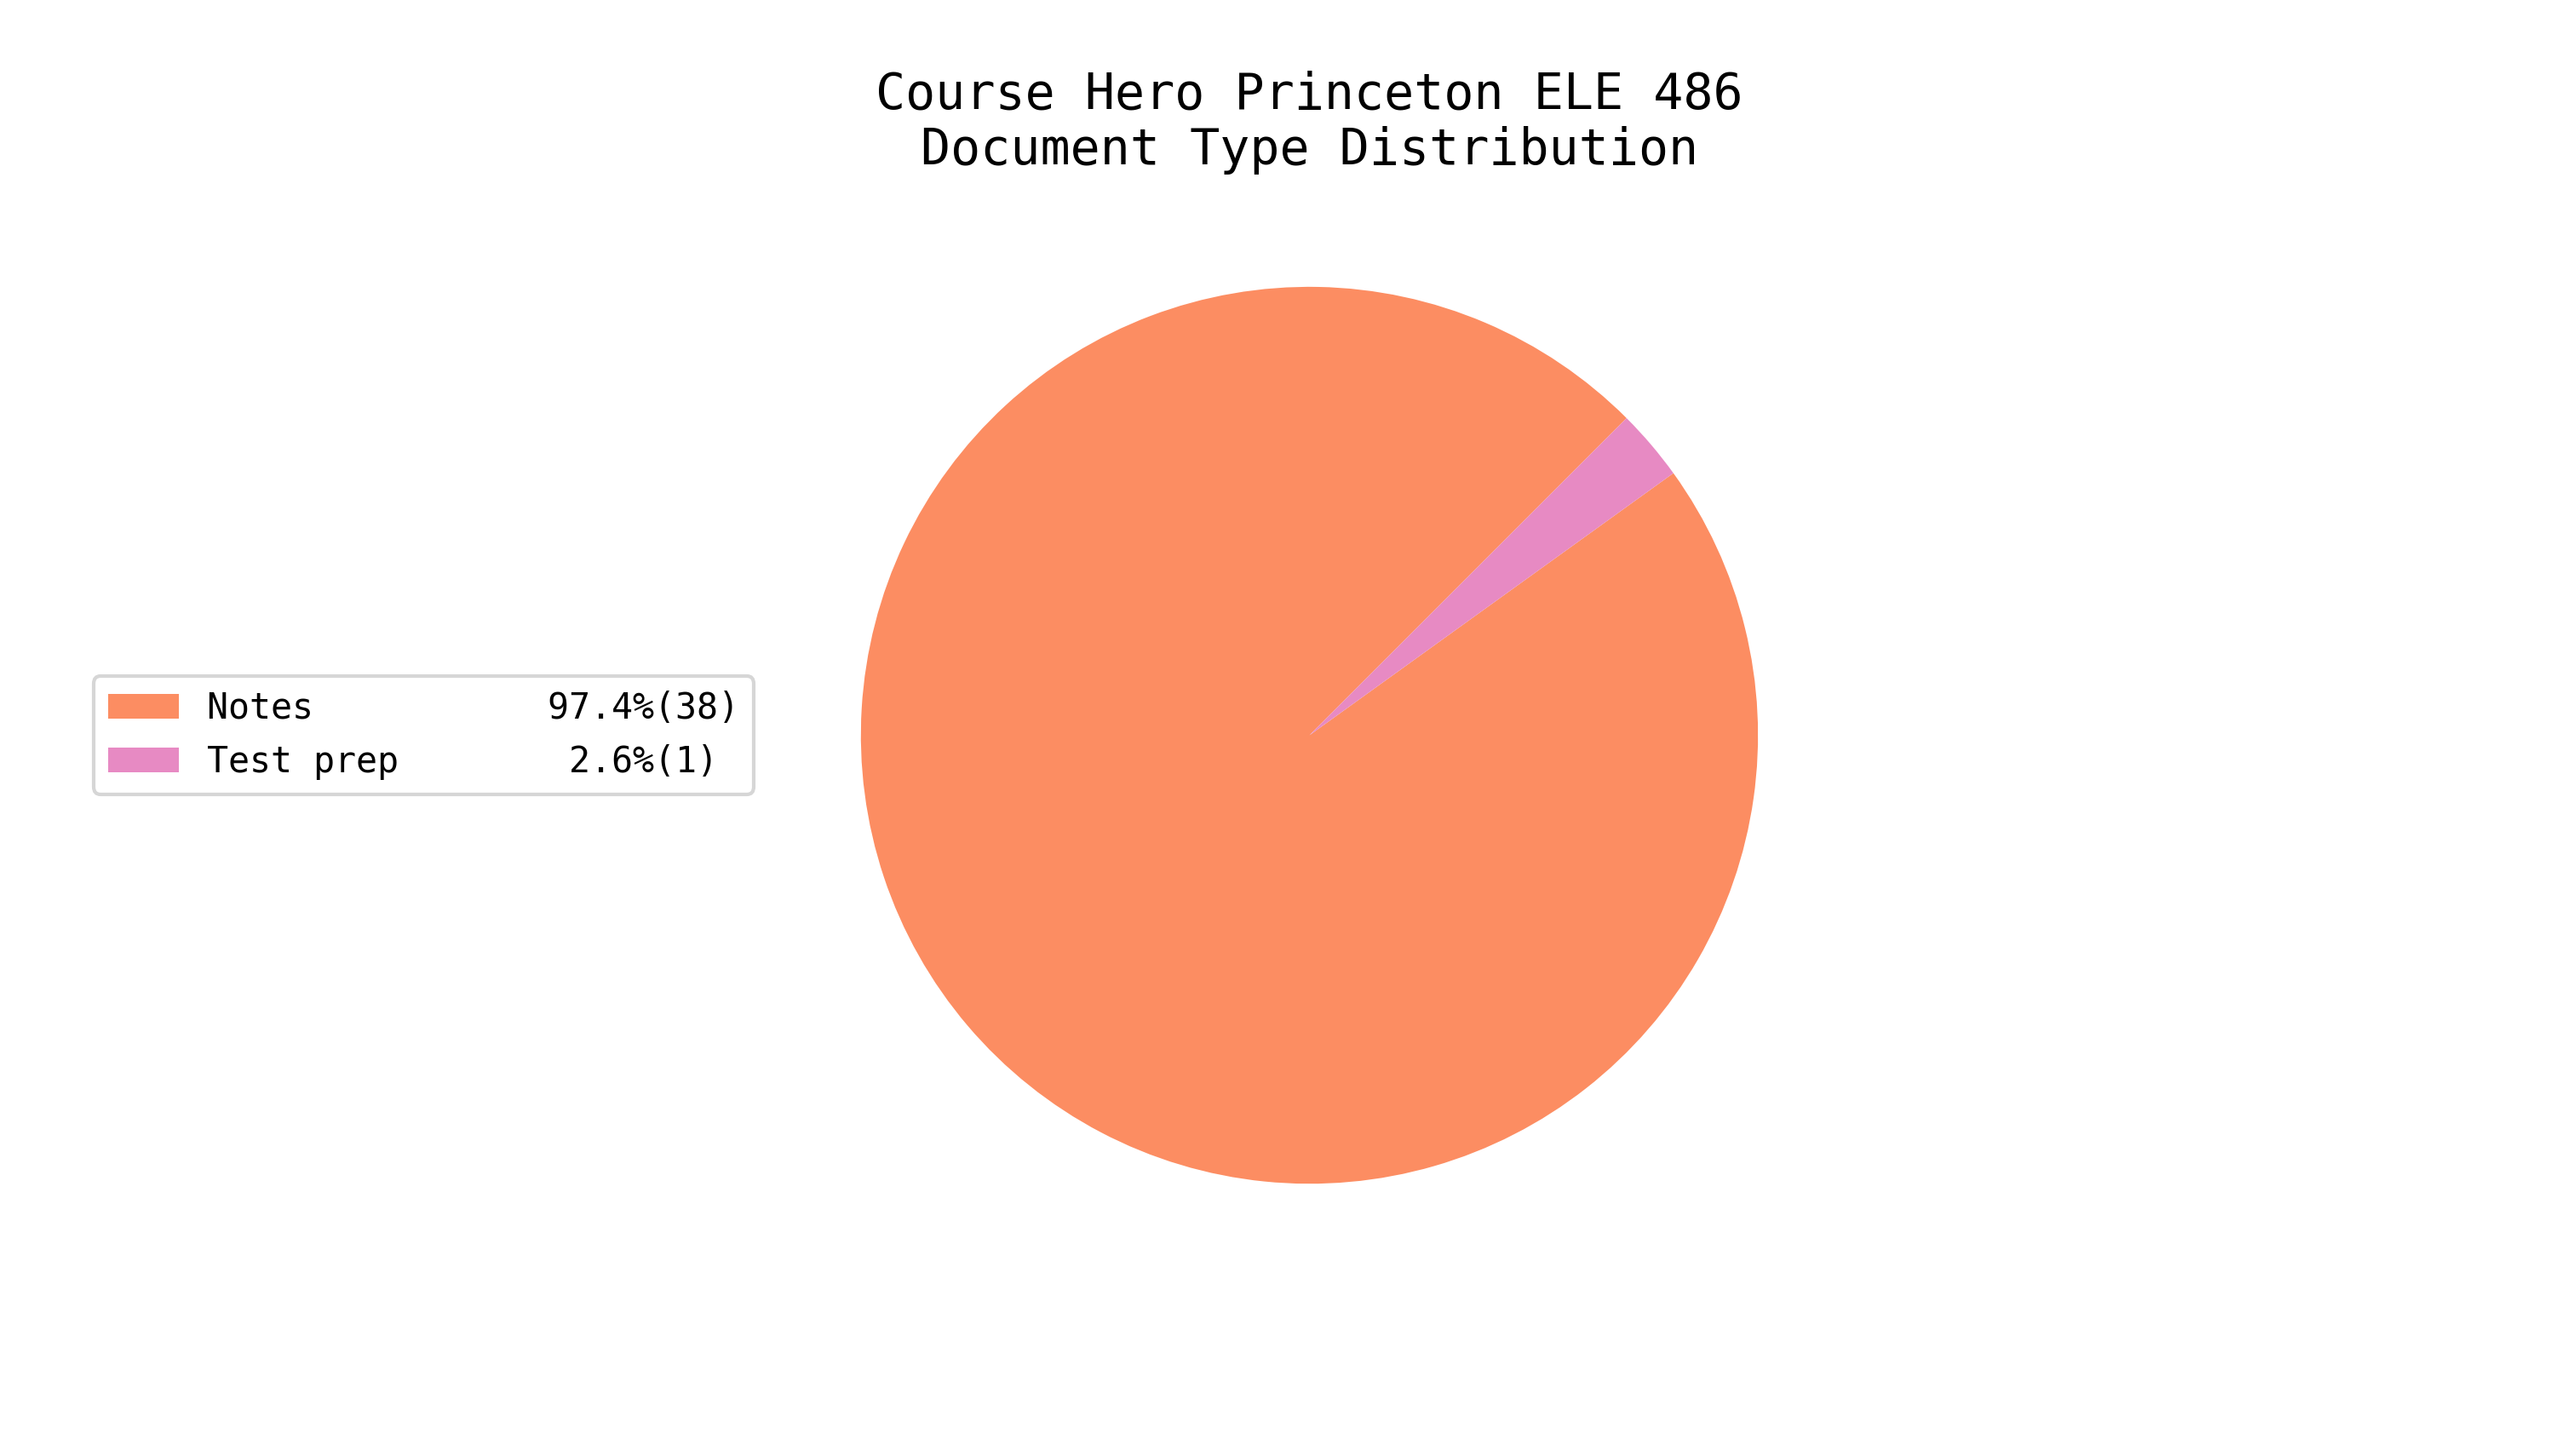 Course Hero Princeton ELE 486
Document Type Distribution
Notes 97.4%(38)
Test prep 2.6%(1)